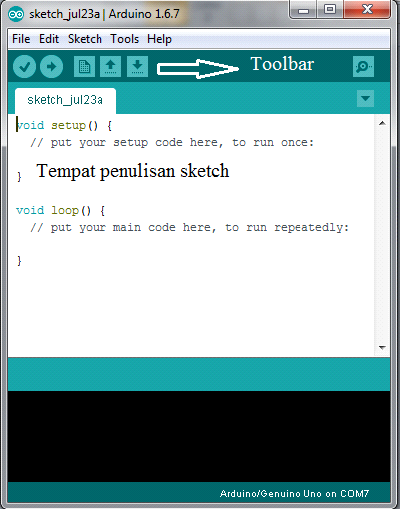 sketch_jul23a | Arduino 1.6.7
File Edit Sketch Tools Help
Toolbar
sketch_jul23a
void setup() {
// put your setup code here, to run once:
} Tempat penulisan sketch
void loop() {
// put your main code here, to run repeatedly:
}
Arduino/Genuino Uno on COM7